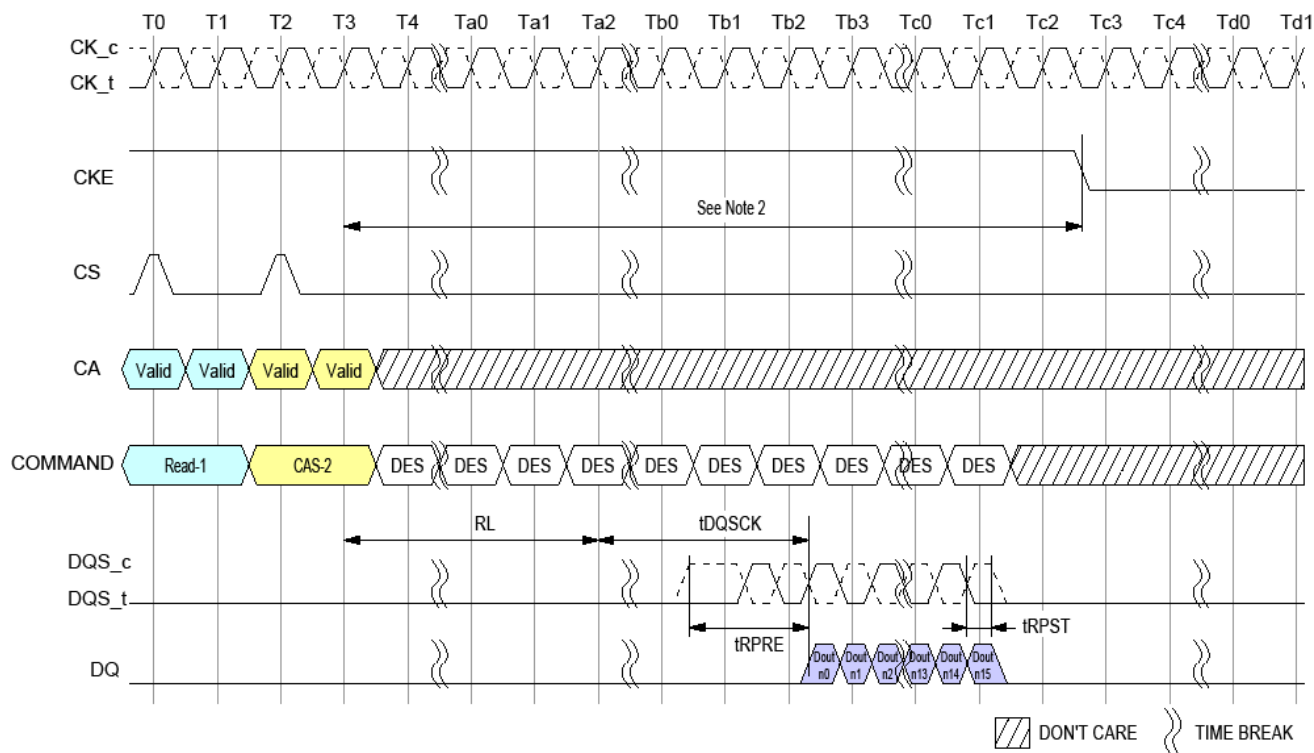 T0 T1 T2 T3 T4 Ta0 Ta1 Ta2 Tb0 Tb1 Tb2 Tb3 Tc0 Tc1 Tc2 Tc3 Tc4 Td0 Td1
CK_c
CK_t
CKE
See Note 2
CS
CA Valid Valid Valid Valid
COMMAND Read-1 CAS-2 DES DES DES DES DES DES DES DES DES DES
RL tDQSCK
DQS_c
DQS_t
tRPRE tRPST
DQ Dout n0 Dout n1 Dout n2 Dout n13 Dout n14 Dout n15
DON'T CARE TIME BREAK